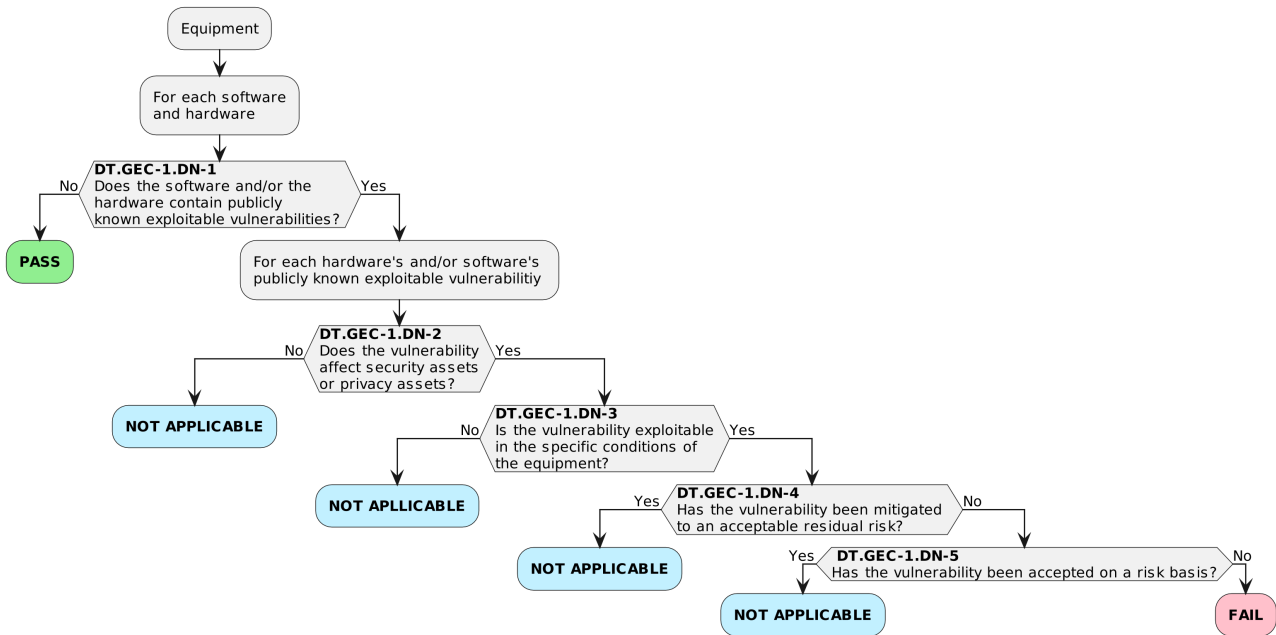 Equipment
For each software
and hardware
DT.GEC-1.DN-1
No
Does the software and/or the
Yes
hardware contain publicly
known exploitable vulnerabilities?
PASS
For each hardware's and/or software's
publicly known exploitable vulnerabilitiy
DT.GEC-1.DN-2
No
Does the vulnerability
Yes
affect security assets
or privacy assets?
NOT APPLICABLE
DT.GEC-1.DN-3
No
Is the vulnerability exploitable
Yes
in the specific conditions of
the equipment?
NOT APLLICABLE
DT.GEC-1.DN-4
Yes
Has the vulnerability been mitigated
No
to an acceptable residual risk?
NOT APPLICABLE
DT.GEC-1.DN-5
Yes
Has the vulnerability been accepted on a risk basis?
No
NOT APPLICABLE
FAIL